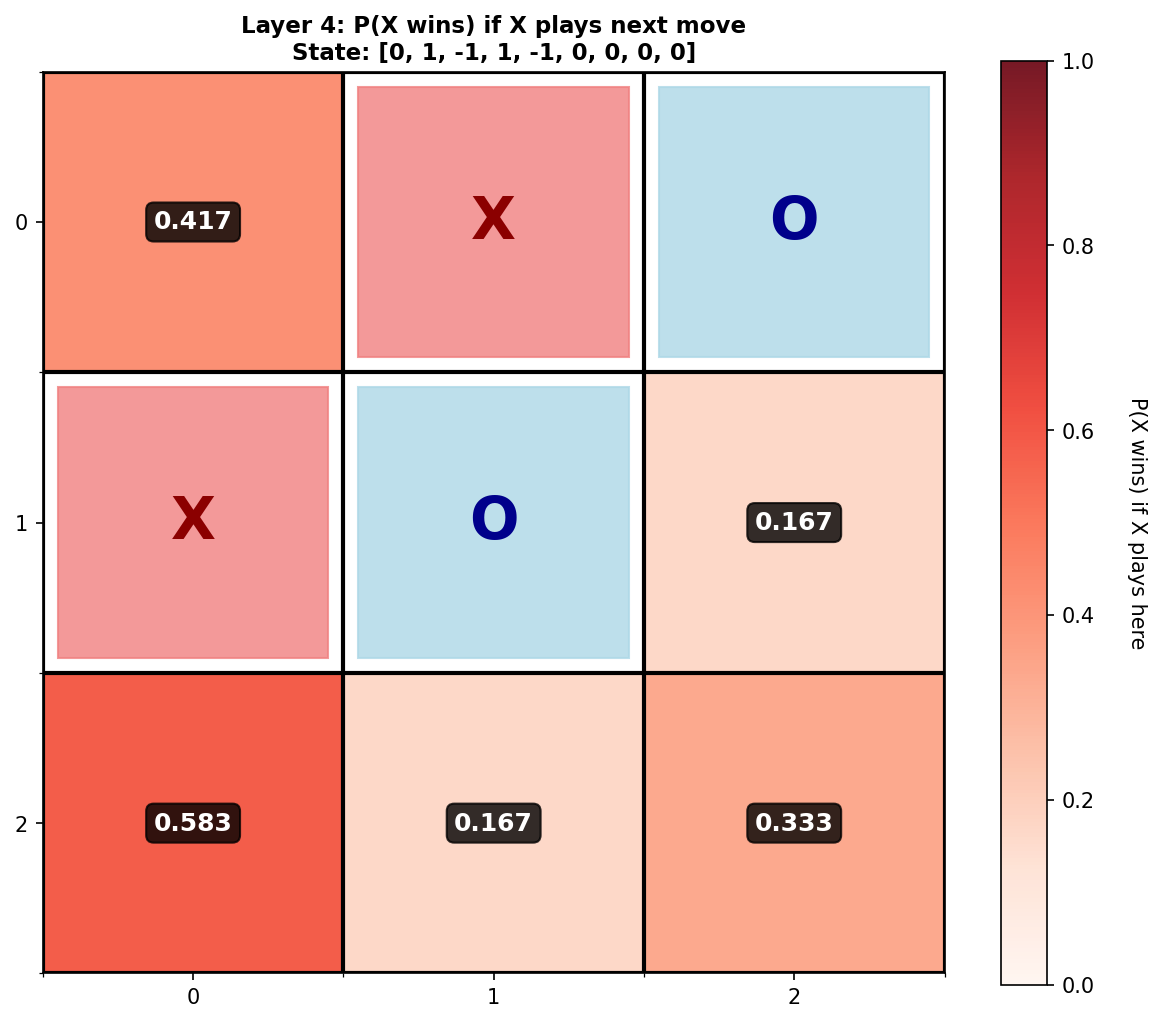 Layer 4: P(X wins) if X plays next move
State: [0, 1, -1, 1, -1, 0, 0, 0, 0]
0
0.417
X
O
1
X
O
0.167
2
0.583
0.167
0.333
0
1
2
1.0
0.8
0.6
0.4
0.2
0.0
P(X wins) if X plays here